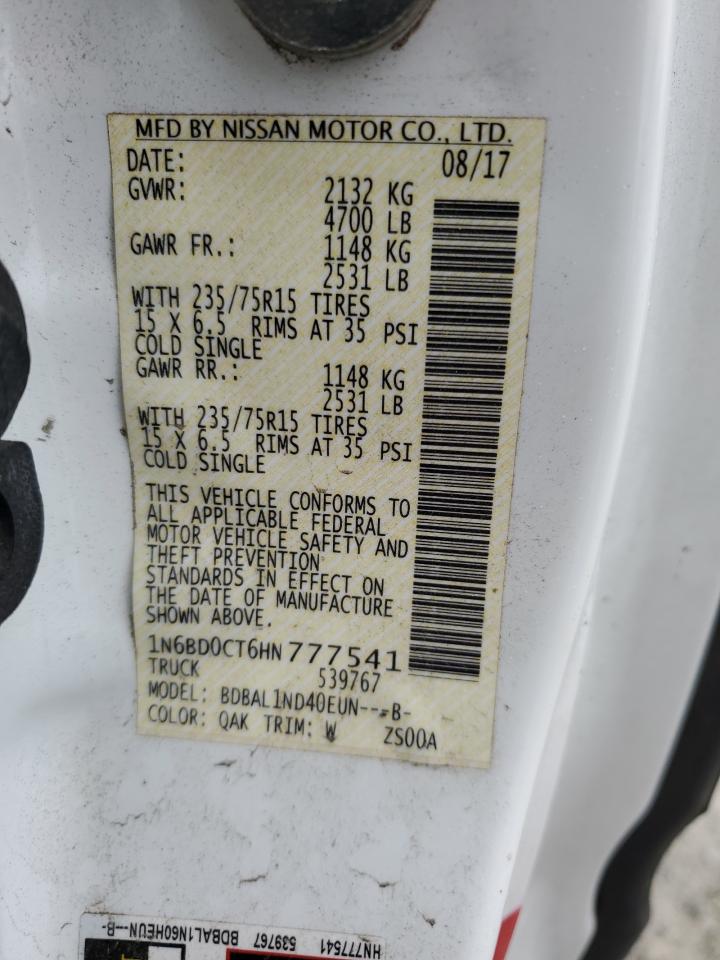 MFD BY NISSAN MOTOR CO., LTD.
DATE: 08/17
GVWR: 2132 KG
4700 LB
GAWR FR.: 1148 KG
2531 LB
WITH 235/75R15 TIRES
15 X 6.5 RIMS AT 35 PSI
COLD SINGLE
GAWR RR.: 1148 KG
2531 LB
WITH 235/75R15 TIRES
15 X 6.5 RIMS AT 35 PSI
COLD SINGLE
THIS VEHICLE CONFORMS TO
ALL APPLICABLE FEDERAL
MOTOR VEHICLE SAFETY AND
THEFT PREVENTION
STANDARDS IN EFFECT ON
THE DATE OF MANUFACTURE
SHOWN ABOVE.
1N6BD0CT6HN777541
TRUCK 539767
MODEL: BDBAL1ND40EUN---B-
COLOR: QAK TRIM: W ZS00A
HN777541 539767 BDBAL1N60HEUN---B-